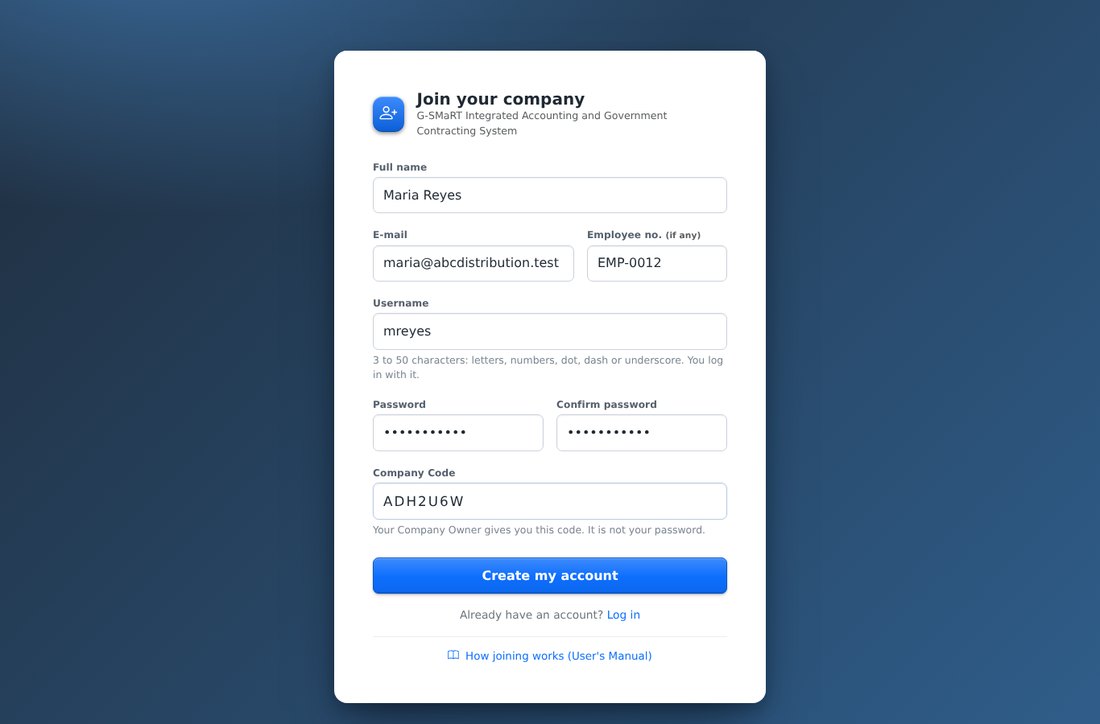 Join your company
G-SMaRT Integrated Accounting and Government
Contracting System
Full name
Maria Reyes
E-mail
Employee no. (if any)
maria@abcdistribution.test
EMP-0012
Username
mreyes
3 to 50 characters: letters, numbers, dot, dash or underscore. You log
in with it.
Password
Confirm password
•••••••••••
•••••••••••
Company Code
ADH2U6W
Your Company Owner gives you this code. It is not your password.
Create my account
Already have an account? Log in
How joining works (User's Manual)